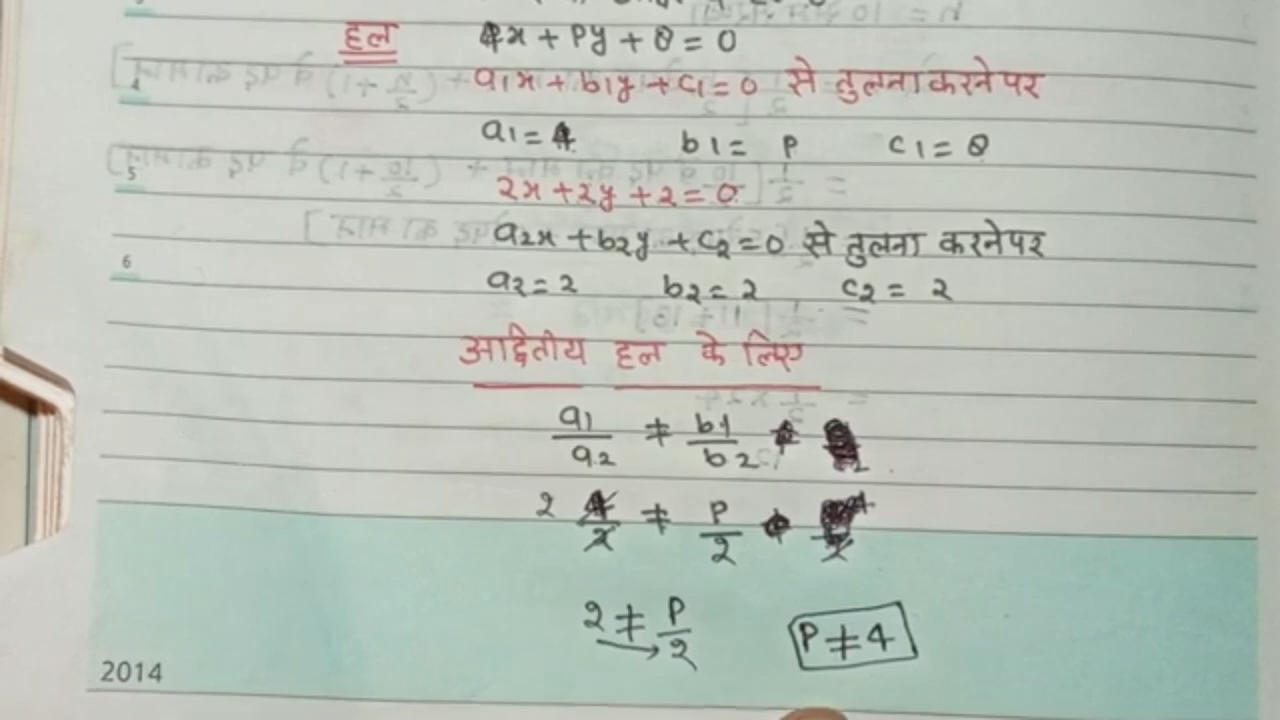 हल 4x + Py + 8 = 0
a1x + b1y + c1 = 0 से तुलना करने पर
a1 = 4 b1 = P c1 = 8
5
2x + 2y + 2 = 0
a2x + b2y + c2 = 0 से तुलना करने पर
6
a2 = 2 b2 = 2 c2 = 2
अद्वितीय हल के लिए
a1/a2 ≠ b1/b2
2 4/2 ≠ P/2
2 ≠ P/2 P ≠ 4
2014